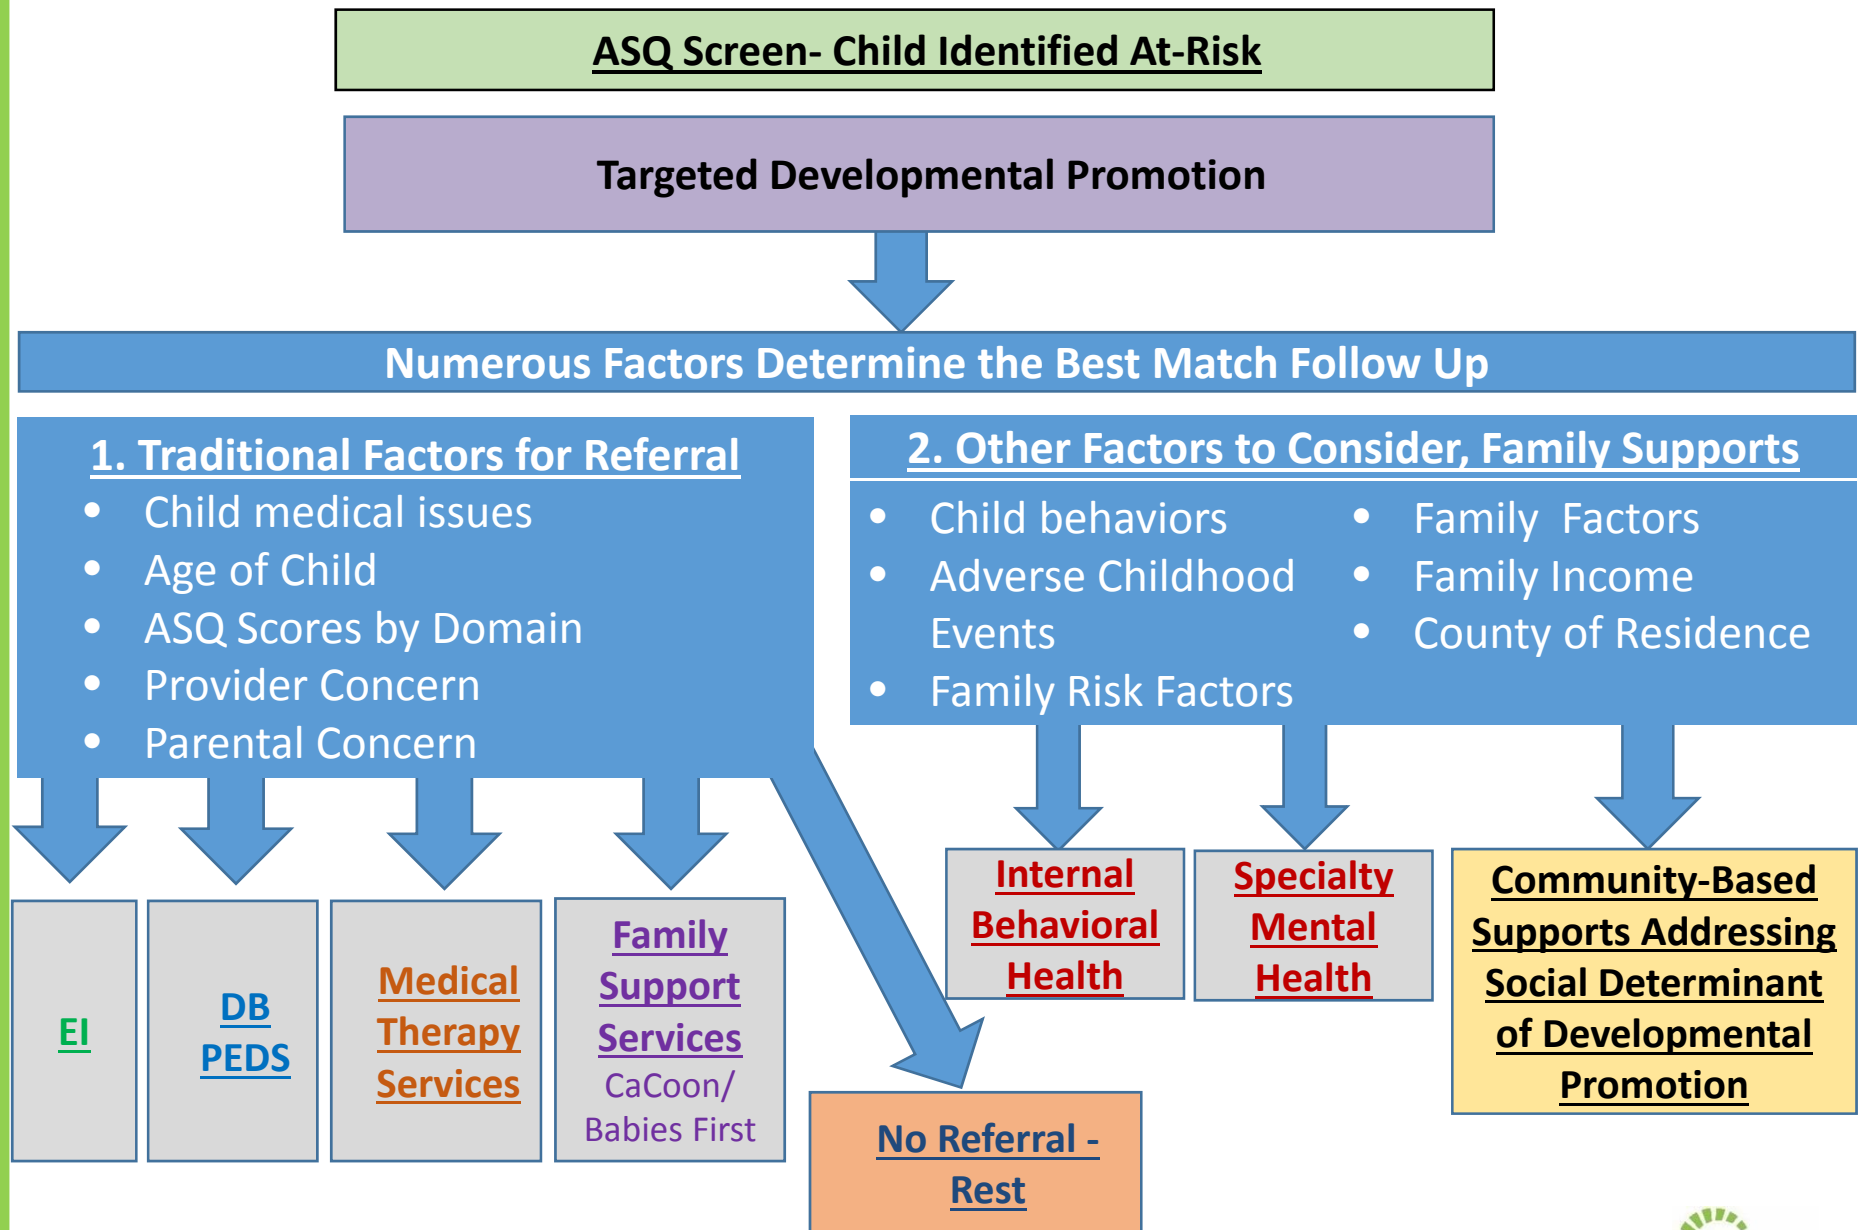 ASQ Screen- Child Identified At-Risk
Targeted Developmental Promotion
Numerous Factors Determine the Best Match Follow Up
1. Traditional Factors for Referral
• Child medical issues
• Age of Child
• ASQ Scores by Domain
• Provider Concern
• Parental Concern
2. Other Factors to Consider, Family Supports
• Child behaviors
• Adverse Childhood
Events
• Family Risk Factors
• Family Factors
• Family Income
• County of Residence
EI
DB
PEDS
Medical
Therapy
Services
Family
Support
Services
CaCoon/
Babies First
No Referral -
Rest
Internal
Behavioral
Health
Specialty
Mental
Health
Community-Based
Supports Addressing
Social Determinant
of Developmental
Promotion